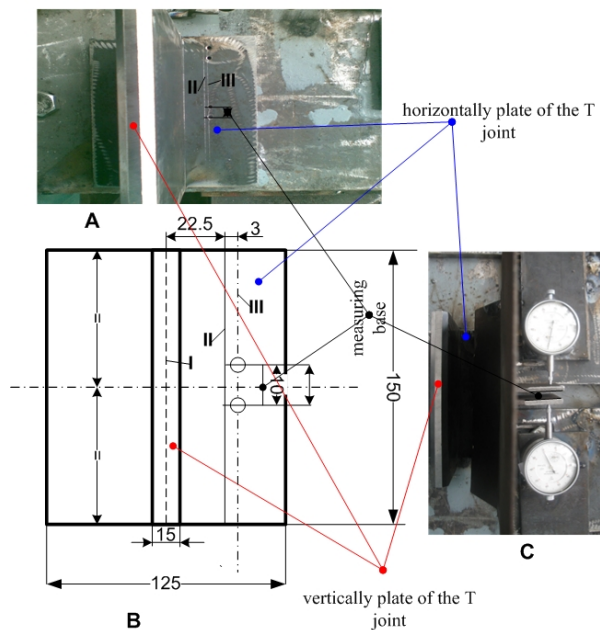 II
III
A
horizontally plate of the T
joint
22.5
3
III
II
I
measuring
base
10
150
15
125
B
C
vertically plate of the T
joint